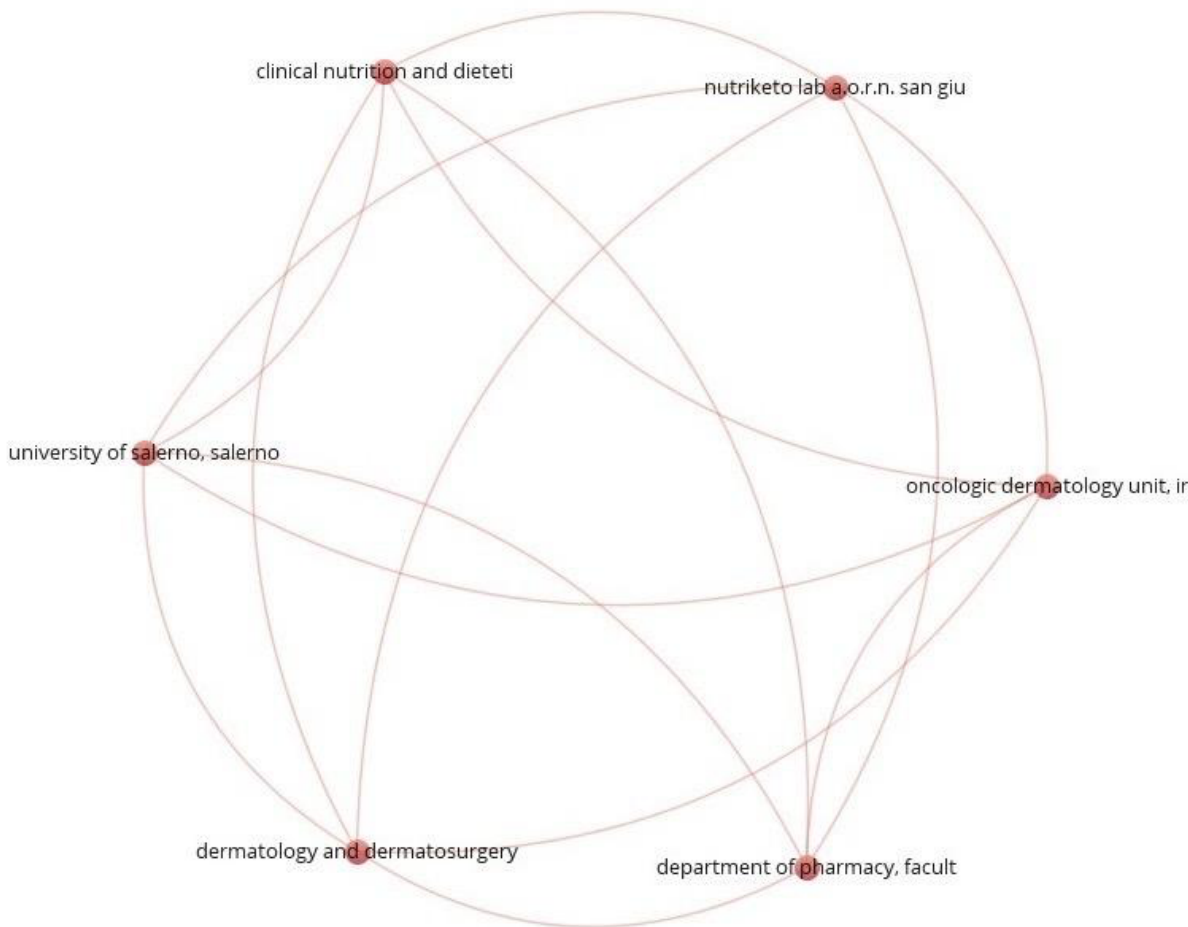 clinical nutrition and dieteti
nutriketo lab a.o.r.n. san giu
university of salerno, salerno
oncologic dermatology unit, ir
dermatology and dermatosurgery
department of pharmacy, facult